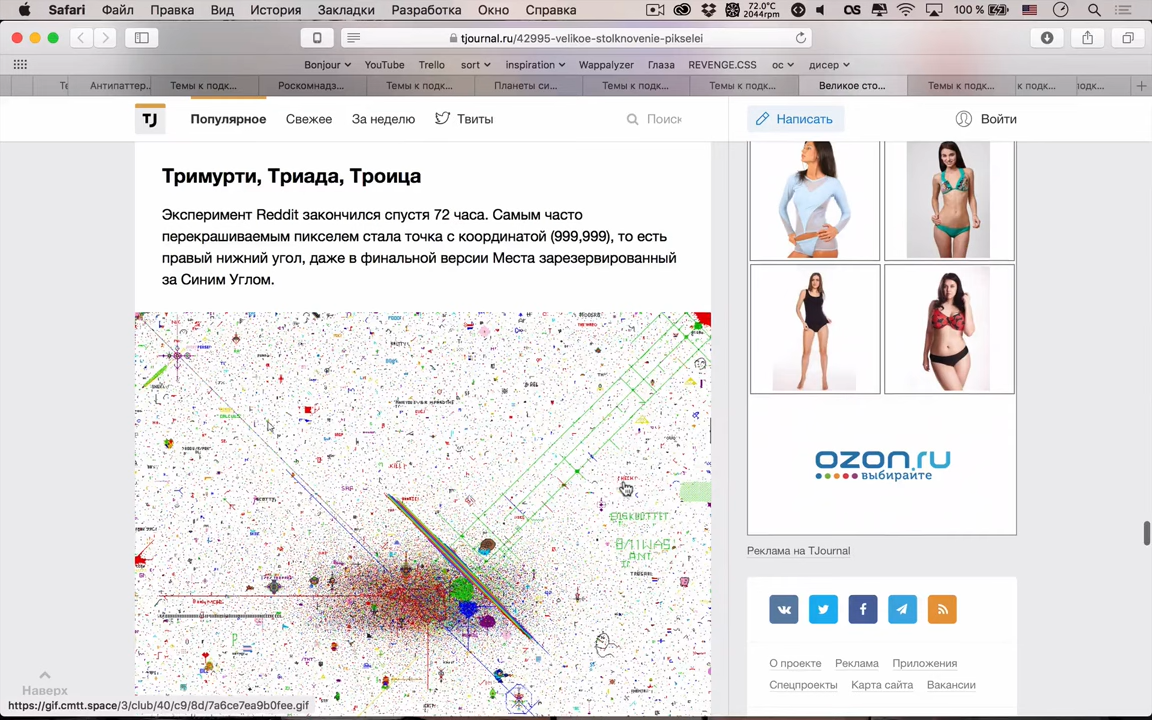 Safari Файл Правка Вид История Закладки Разработка Окно Справка
72.0°C
2044rpm
100 %
tjournal.ru/42995-velikoe-stolknovenie-pikselei
Bonjour YouTube Trello sort inspiration Wappalyzer Глаза REVENGE.CSS ос дисер
Те Антипаттер... Темы к подк... Роскомнадз... Темы к подк... Планеты си... Темы к подк... Темы к подк... Великое сто... Темы к подк... к подк... подк...
TJ Популярное Свежее За неделю Твиты Поиск Написать Войти
Тримурти, Триада, Троица
Эксперимент Reddit закончился спустя 72 часа. Самым часто
перекрашиваемым пикселем стала точка с координатой (999,999), то есть
правый нижний угол, даже в финальной версии Места зарезервированный
за Синим Углом.
ozon.ru
выбирайте
Реклама на TJournal
О проекте Реклама Приложения
Спецпроекты Карта сайта Вакансии
Наверх
https://gif.cmtt.space/3/club/40/c9/8d/7a6ce7ea9b0fee.gif